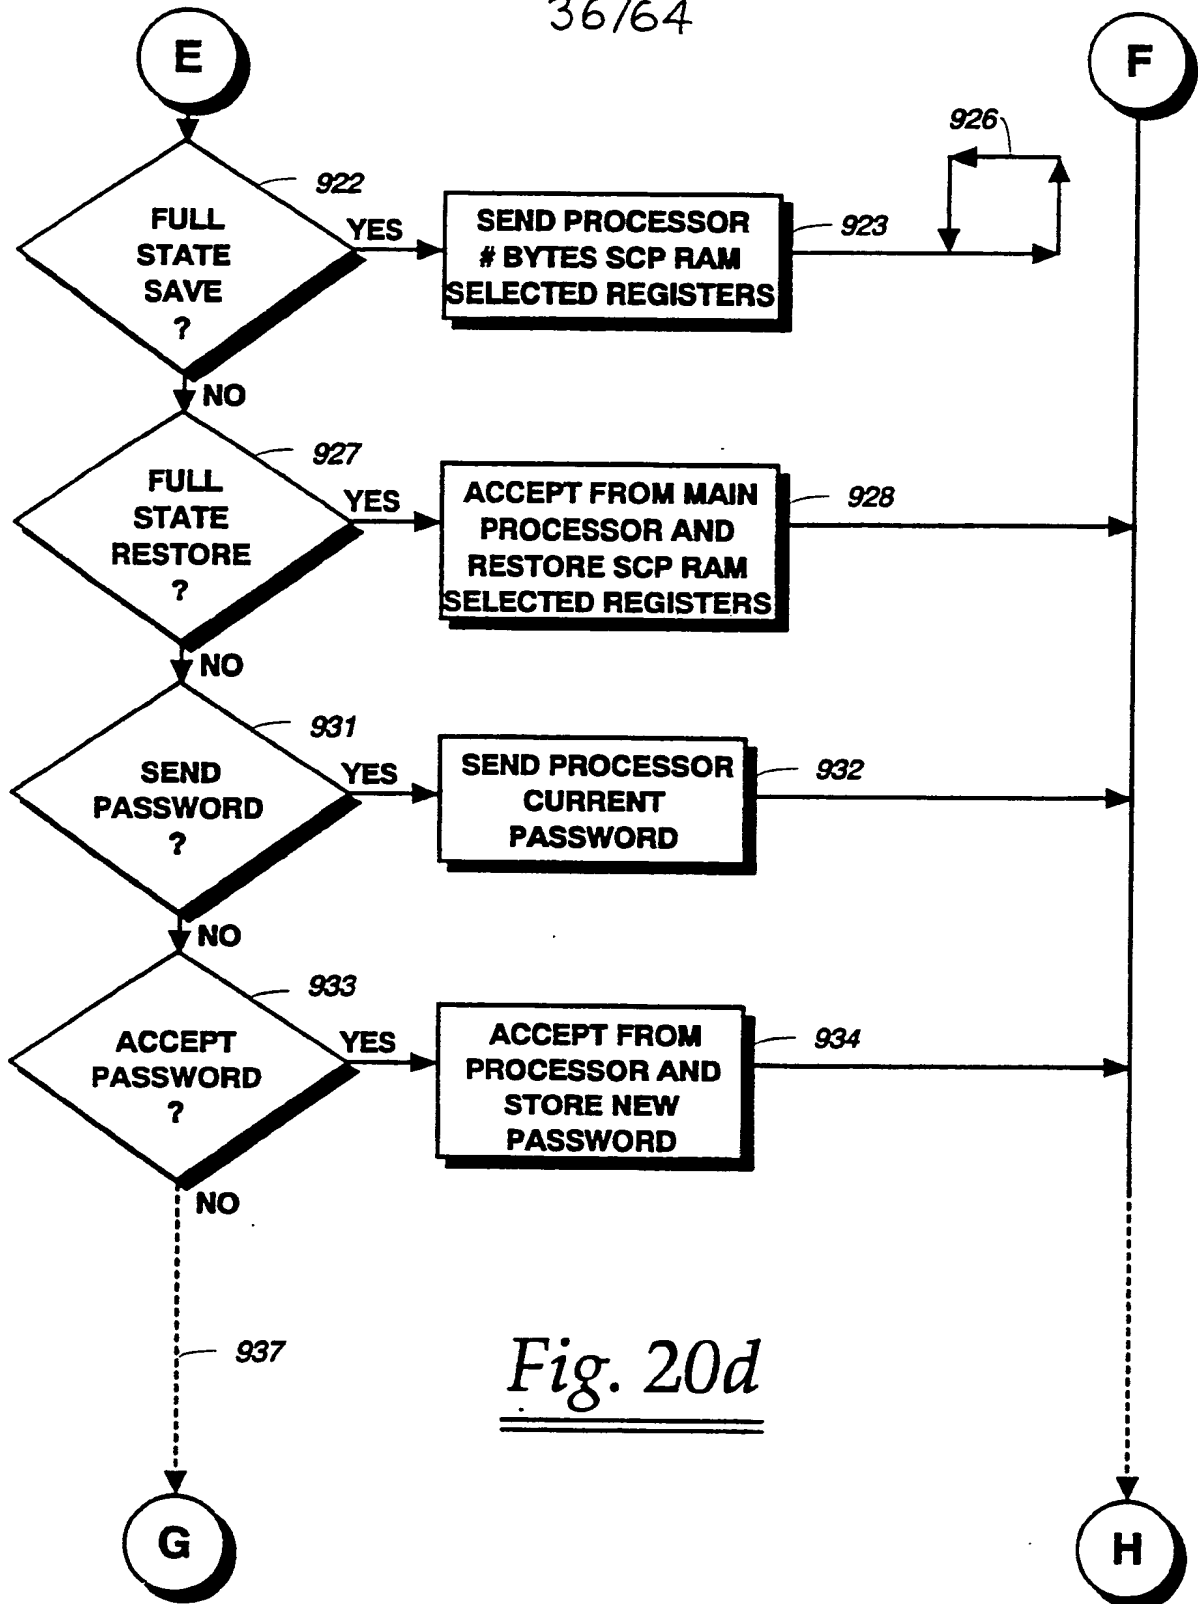 36/64
E
F
926
922
FULL
STATE
SAVE
?
YES
SEND PROCESSOR
# BYTES SCP RAM
SELECTED REGISTERS
923
NO
927
FULL
STATE
RESTORE
?
YES
ACCEPT FROM MAIN
PROCESSOR AND
RESTORE SCP RAM
SELECTED REGISTERS
928
NO
931
SEND
PASSWORD
?
YES
SEND PROCESSOR
CURRENT
PASSWORD
932
NO
933
ACCEPT
PASSWORD
?
YES
ACCEPT FROM
PROCESSOR AND
STORE NEW
PASSWORD
934
NO
937
Fig. 20d
G
H